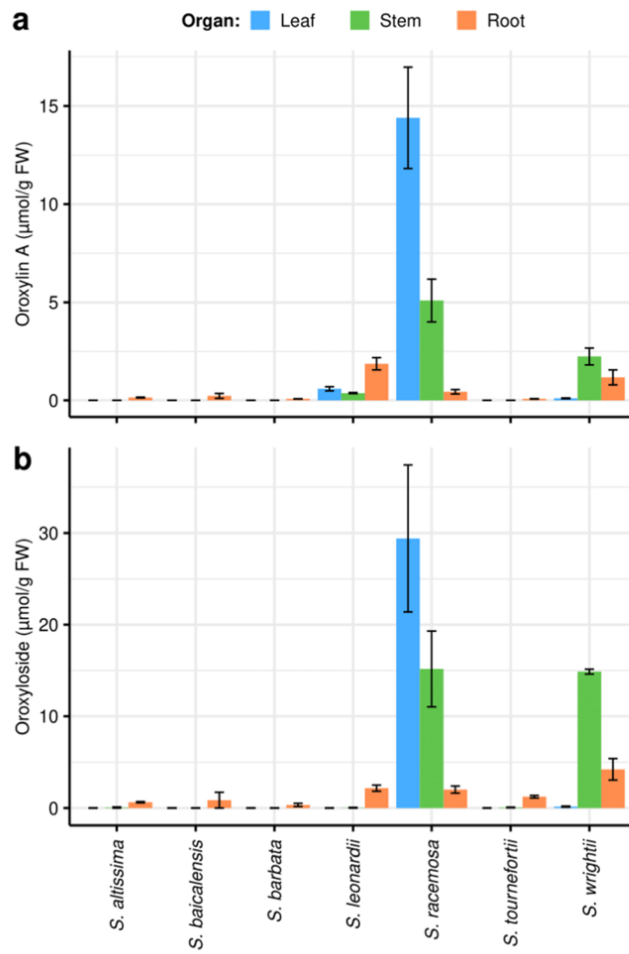 a
Organ: Leaf Stem Root
Oroxylin A (µmol/g FW)
15
10
5
0
b
Oroxyloside (µmol/g FW)
30
20
10
0
S. altissima
S. baicalensis
S. barbata
S. leonardii
S. racemosa
S. tournefortii
S. wrightii